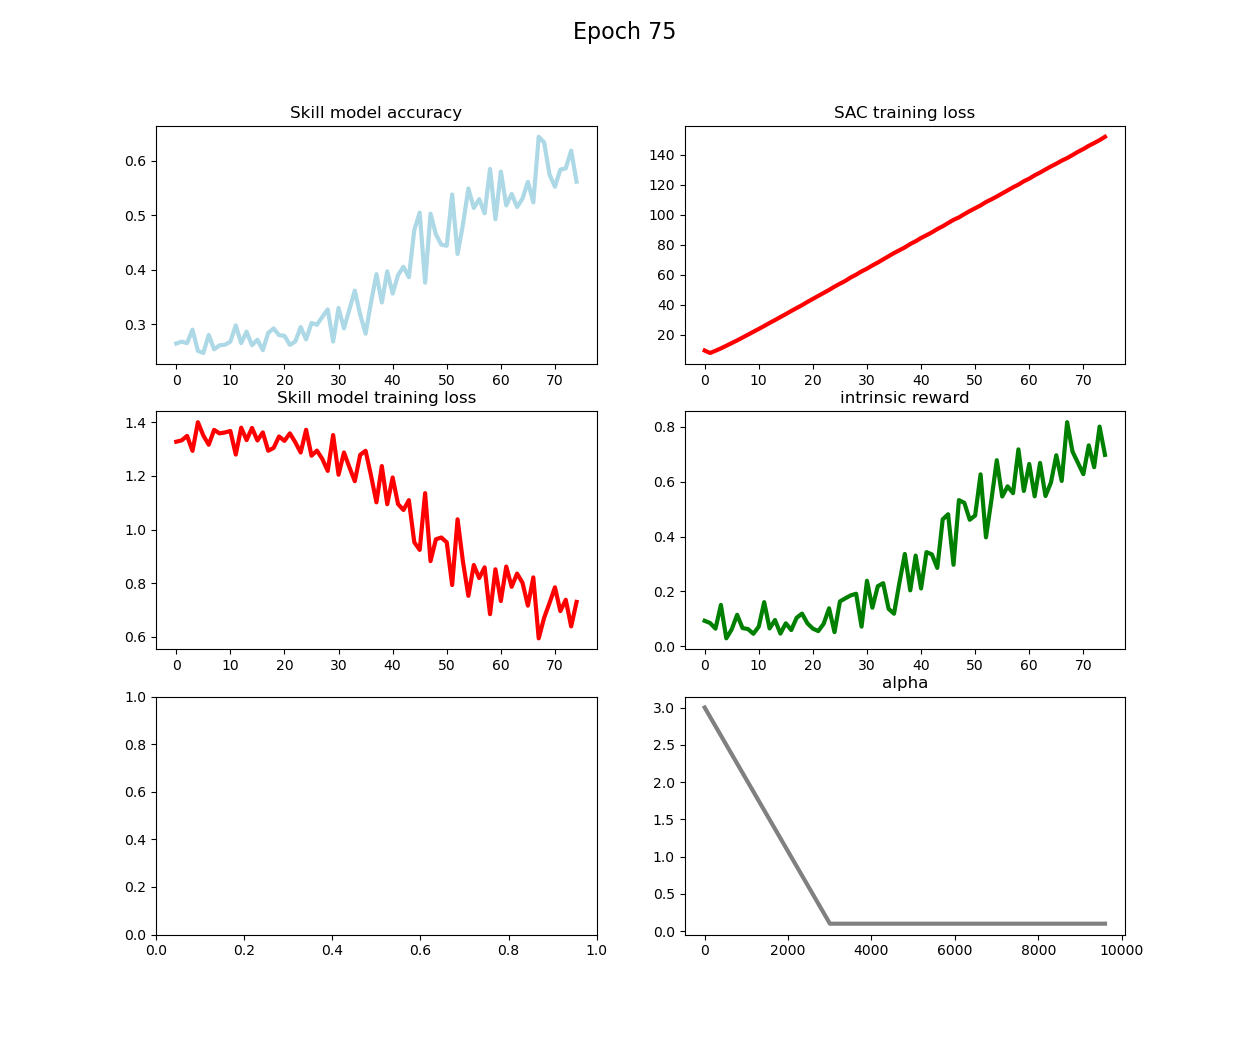 Epoch 75
Skill model accuracy
0.6
0.5
0.4
0.3
0 10 20 30 40 50 60 70
SAC training loss
140
120
100
80
60
40
20
0 10 20 30 40 50 60 70
Skill model training loss
1.4
1.2
1.0
0.8
0.6
0 10 20 30 40 50 60 70
intrinsic reward
0.8
0.6
0.4
0.2
0.0
0 10 20 30 40 50 60 70
1.0
0.8
0.6
0.4
0.2
0.0
0.0 0.2 0.4 0.6 0.8 1.0
alpha
3.0
2.5
2.0
1.5
1.0
0.5
0.0
0 2000 4000 6000 8000 10000